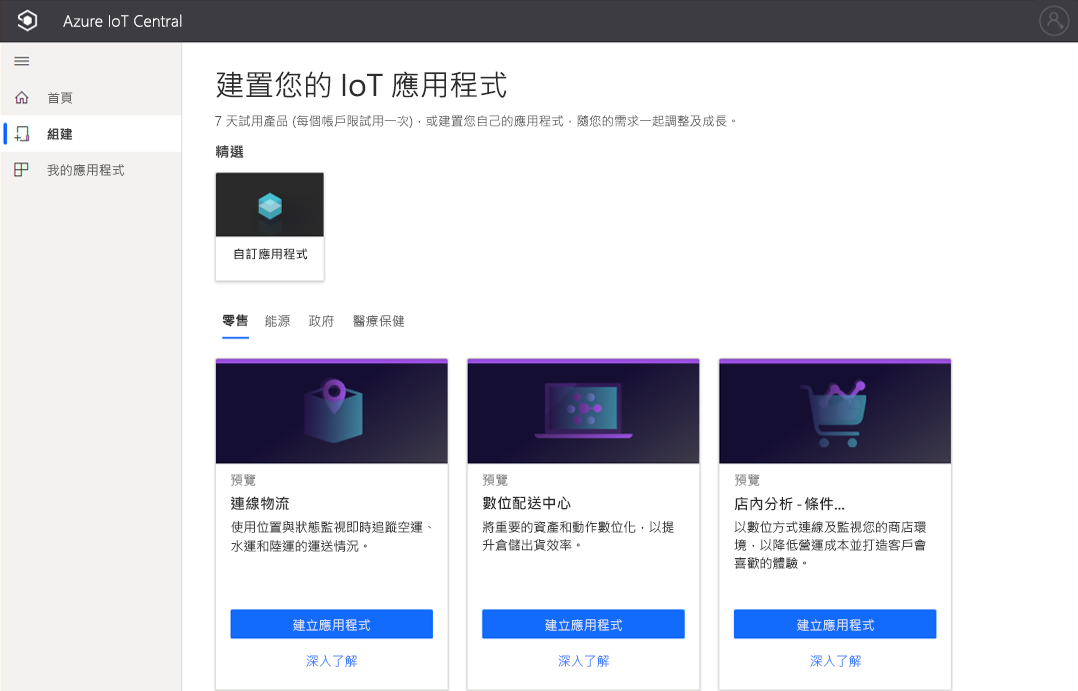 Azure IoT Central
首頁
組建
我的應用程式
建置您的 IoT 應用程式
7 天試用產品 (每個帳戶限試用一次)，或建置您自己的應用程式，隨您的需求一起調整及成長。
精選
自訂應用程式
零售 能源 政府 醫療保健
預覽
連線物流
使用位置與狀態監視即時追蹤空運、
水運和陸運的運送情況。
建立應用程式
深入了解
預覽
數位配送中心
將重要的資產和動作數位化，以提
升倉儲出貨效率。
建立應用程式
深入了解
預覽
店內分析 - 條件...
以數位方式連線及監視您的商店環
境，以降低營運成本並打造客戶會
喜歡的體驗。
建立應用程式
深入了解